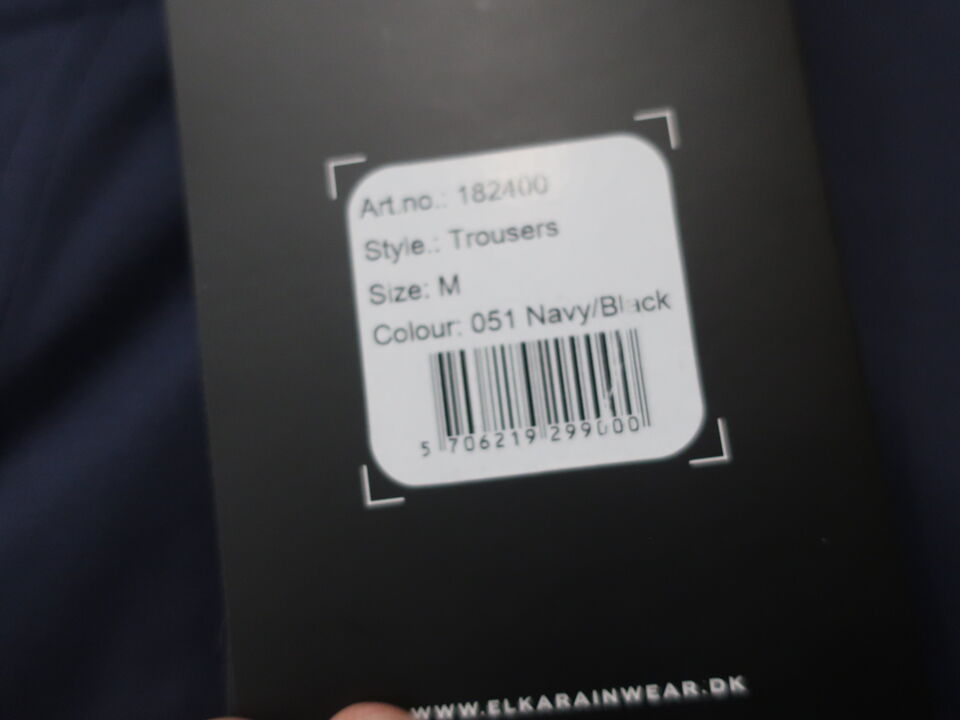 Art.no.: 182400
Style.: Trousers
Size: M
Colour: 051 Navy/Black
5 706219 299000
WWW.ELKARAINWEAR.DK